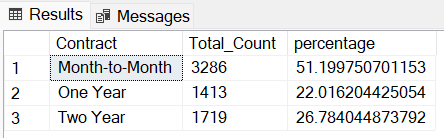 Results Messages
Contract Total_Count percentage
1 Month-to-Month 3286 51.199750701153
2 One Year 1413 22.016204425054
3 Two Year 1719 26.784044873792